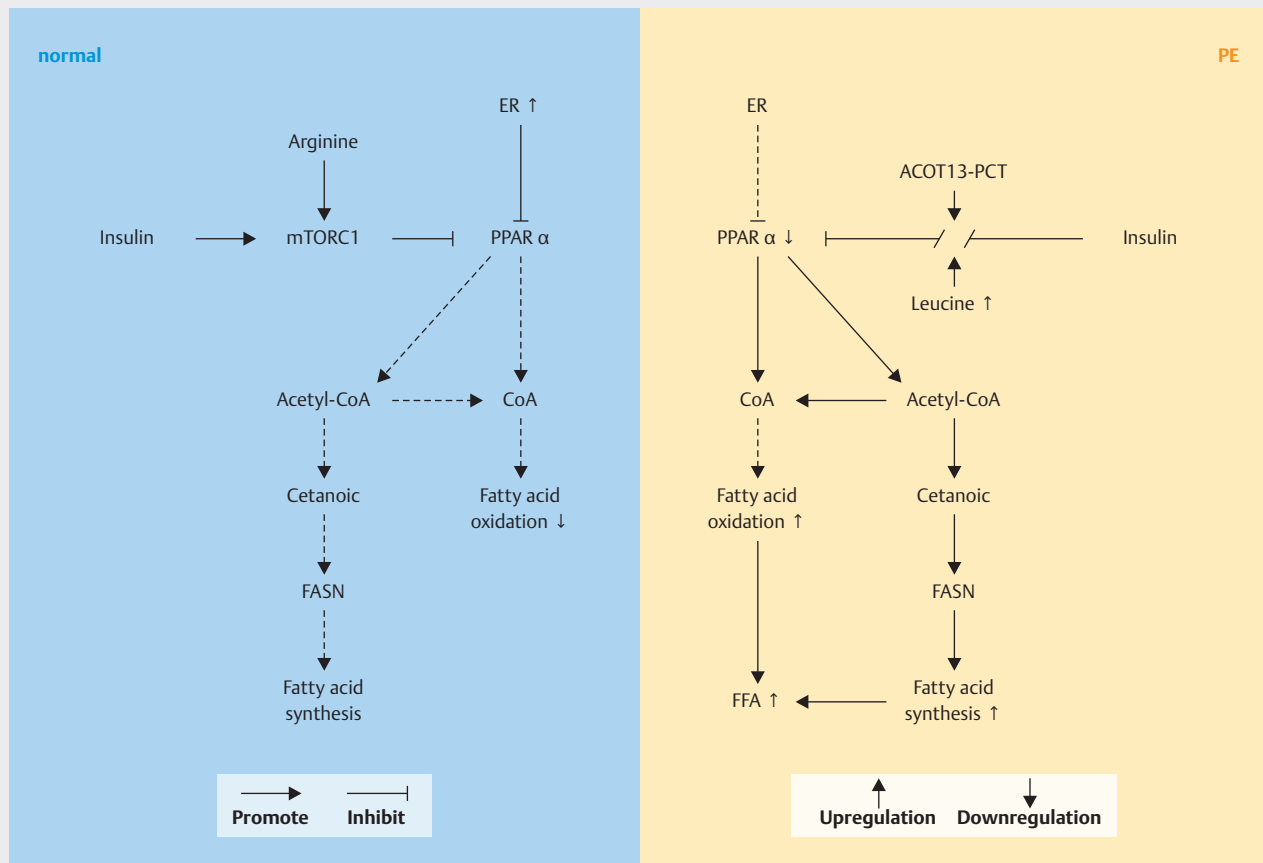 normal
ER ↑
Arginine
Insulin
mTORC1
PPAR α
Acetyl-CoA
CoA
Cetanoic
Fatty acid
oxidation ↓
FASN
Fatty acid
synthesis
Promote
Inhibit
PE
ER
ACOT13-PCT
PPAR α ↓
Insulin
Leucine ↑
CoA
Acetyl-CoA
Fatty acid
oxidation ↑
Cetanoic
FASN
FFA ↑
Fatty acid
synthesis ↑
Upregulation
Downregulation